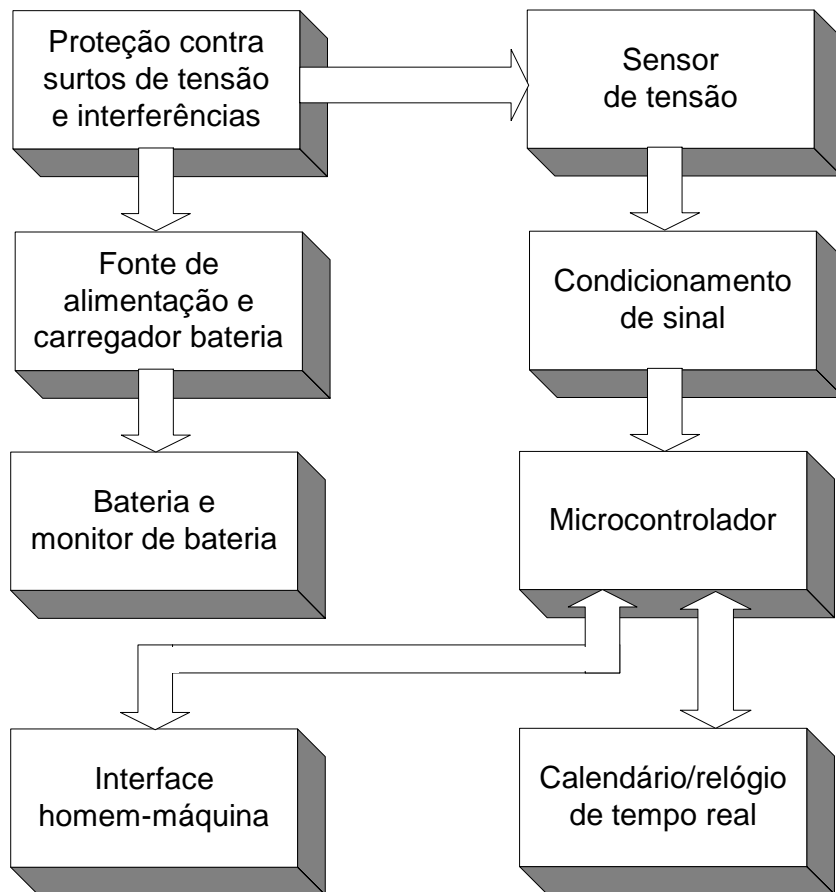 Proteção contra
surtos de tensão
e interferências
Sensor
de tensão
Fonte de
alimentação e
carregador bateria
Condicionamento
de sinal
Bateria e
monitor de bateria
Microcontrolador
Interface
homem-máquina
Calendário/relógio
de tempo real